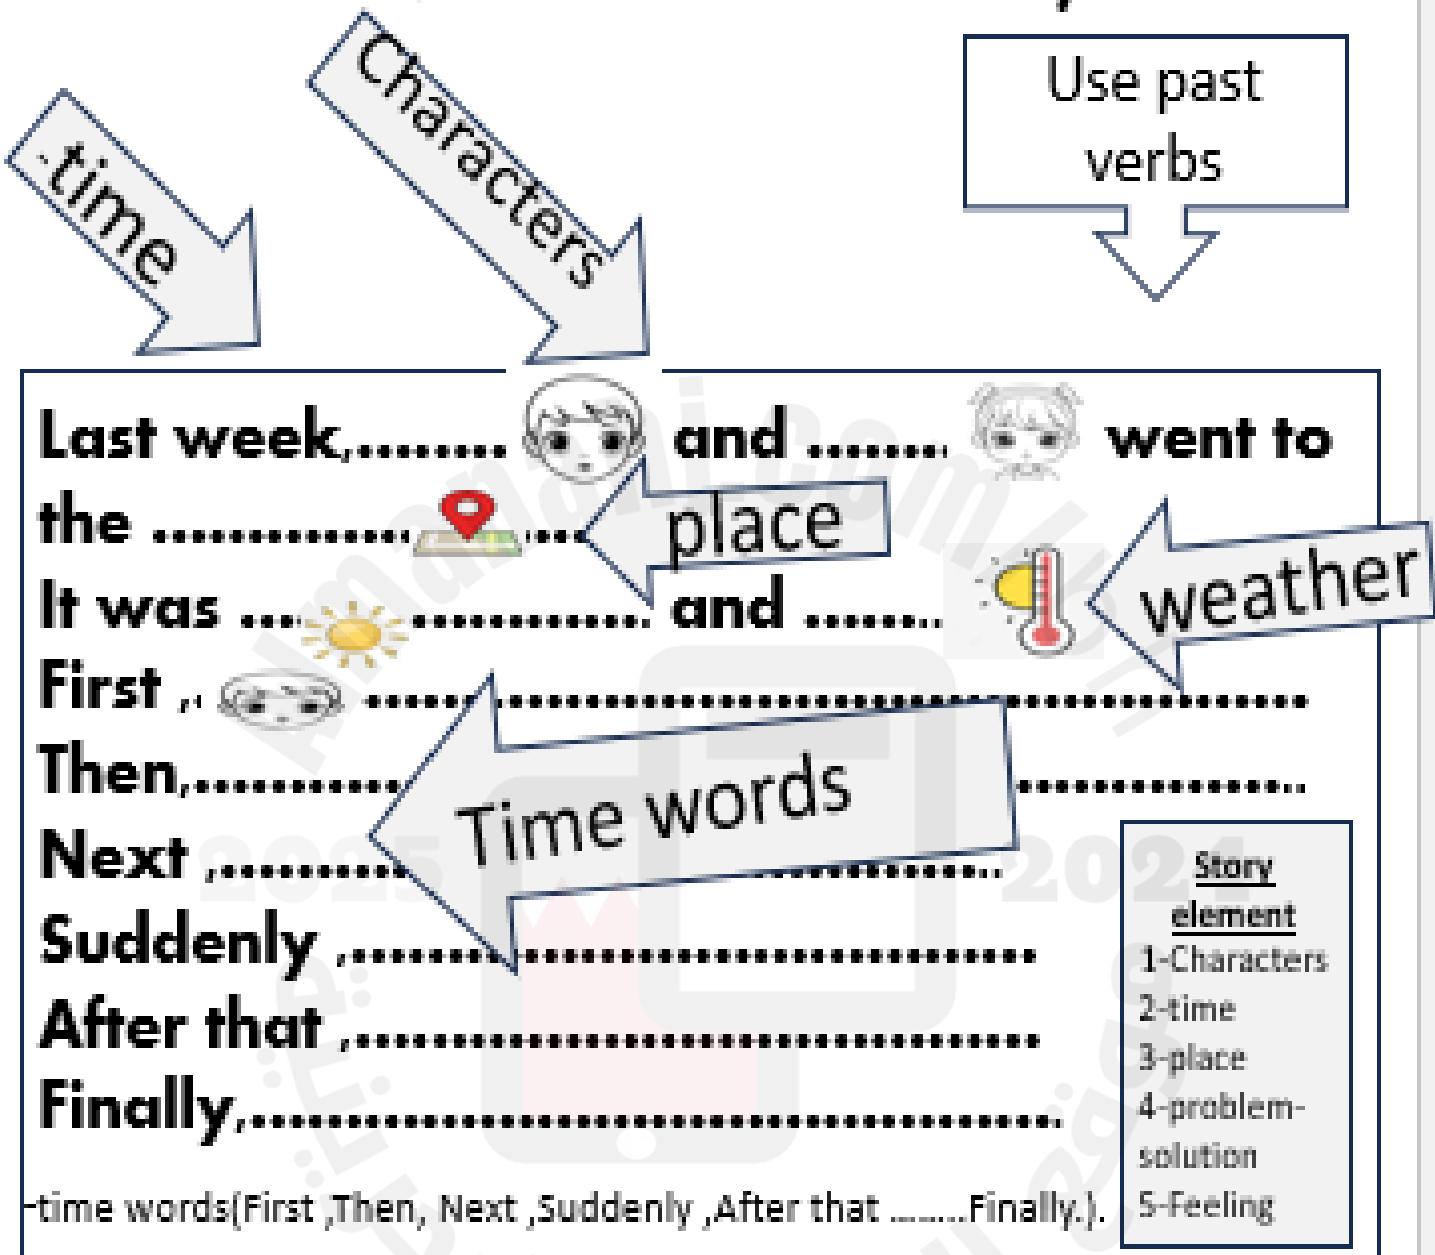 Characters
time
Use past
verbs
Last week,........ and ........ went to
the ........................
place
It was ........................ and ........
weather
First ,........................................................
Then,........................................................
Time words
Next ,........................................................
Suddenly ,........................................
After that ,........................................
Finally,................................................
-time words(First ,Then, Next ,Suddenly ,After that ........Finally.).
Story
element
1-Characters
2-time
3-place
4-problem-
solution
5-Feeling
2025 2024